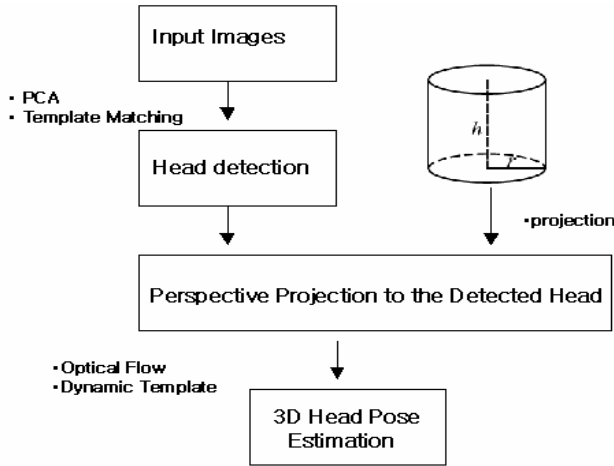 Input Images
• PCA
• Template Matching
h
Head detection
r
•projection
Perspective Projection to the Detected Head
•Optical Flow
•Dynamic Template
3D Head Pose
Estimation